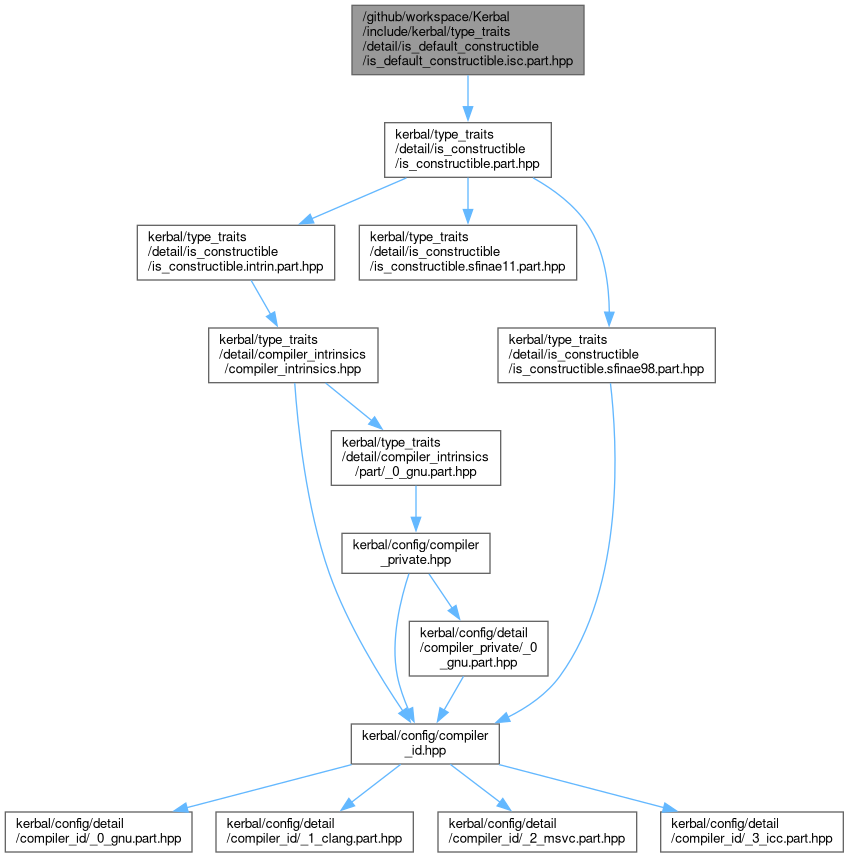 /github/workspace/Kerbal
/include/kerbal/type_traits
/detail/is_default_constructible
/is_default_constructible.isc.part.hpp
kerbal/type_traits
/detail/is_constructible
/is_constructible.part.hpp
kerbal/type_traits
/detail/is_constructible
/is_constructible.intrin.part.hpp
kerbal/type_traits
/detail/is_constructible
/is_constructible.sfinae11.part.hpp
kerbal/type_traits
/detail/compiler_intrinsics
/compiler_intrinsics.hpp
kerbal/type_traits
/detail/is_constructible
/is_constructible.sfinae98.part.hpp
kerbal/type_traits
/detail/compiler_intrinsics
/part/_0_gnu.part.hpp
kerbal/config/compiler
_private.hpp
kerbal/config/detail
/compiler_private/_0
_gnu.part.hpp
kerbal/config/compiler
_id.hpp
kerbal/config/detail
/compiler_id/_0_gnu.part.hpp
kerbal/config/detail
/compiler_id/_1_clang.part.hpp
kerbal/config/detail
/compiler_id/_2_msvc.part.hpp
kerbal/config/detail
/compiler_id/_3_icc.part.hpp